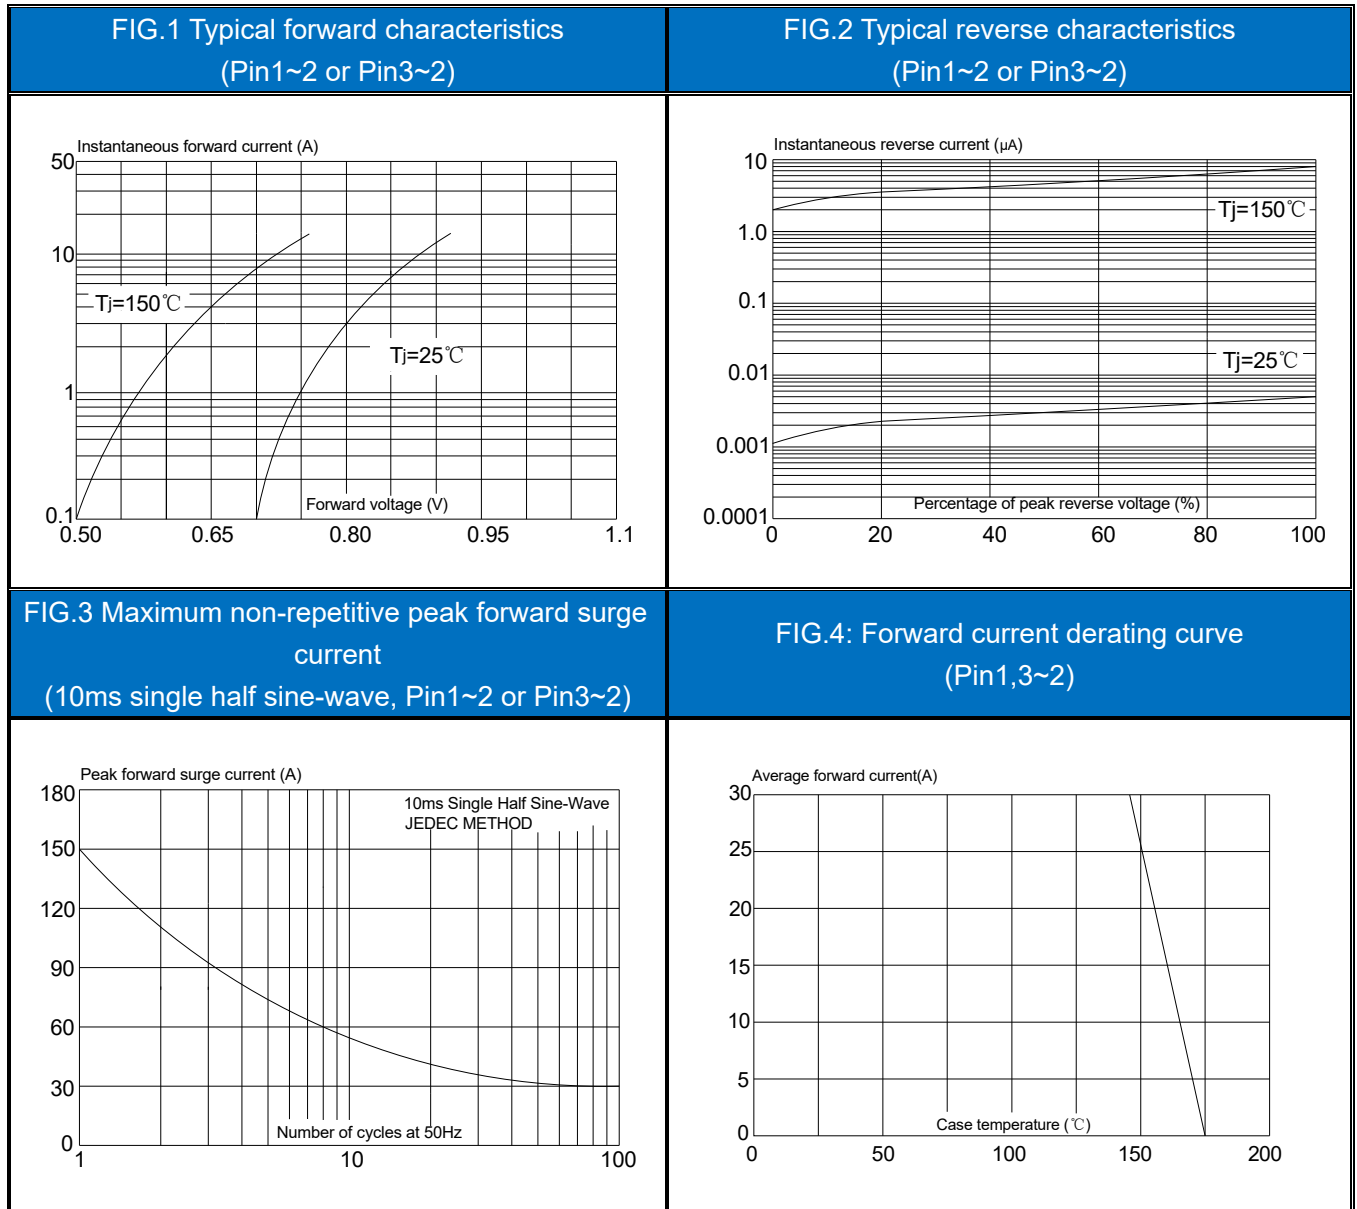 FIG.1 Typical forward characteristics
(Pin1~2 or Pin3~2)
Instantaneous forward current (A)
50
10
1
0.1
Tj=150℃
Tj=25℃
Forward voltage (V)
0.50 0.65 0.80 0.95 1.1
FIG.2 Typical reverse characteristics
(Pin1~2 or Pin3~2)
Instantaneous reverse current (μA)
10
1.0
0.1
0.01
0.001
0.0001
Tj=150℃
Tj=25℃
Percentage of peak reverse voltage (%)
0 20 40 60 80 100
FIG.3 Maximum non-repetitive peak forward surge
current
(10ms single half sine-wave, Pin1~2 or Pin3~2)
Peak forward surge current (A)
180
150
120
90
60
30
0
10ms Single Half Sine-Wave
JEDEC METHOD
Number of cycles at 50Hz
1 10 100
FIG.4: Forward current derating curve
(Pin1,3~2)
Average forward current(A)
30
25
20
15
10
5
0
Case temperature (℃)
0 50 100 150 200